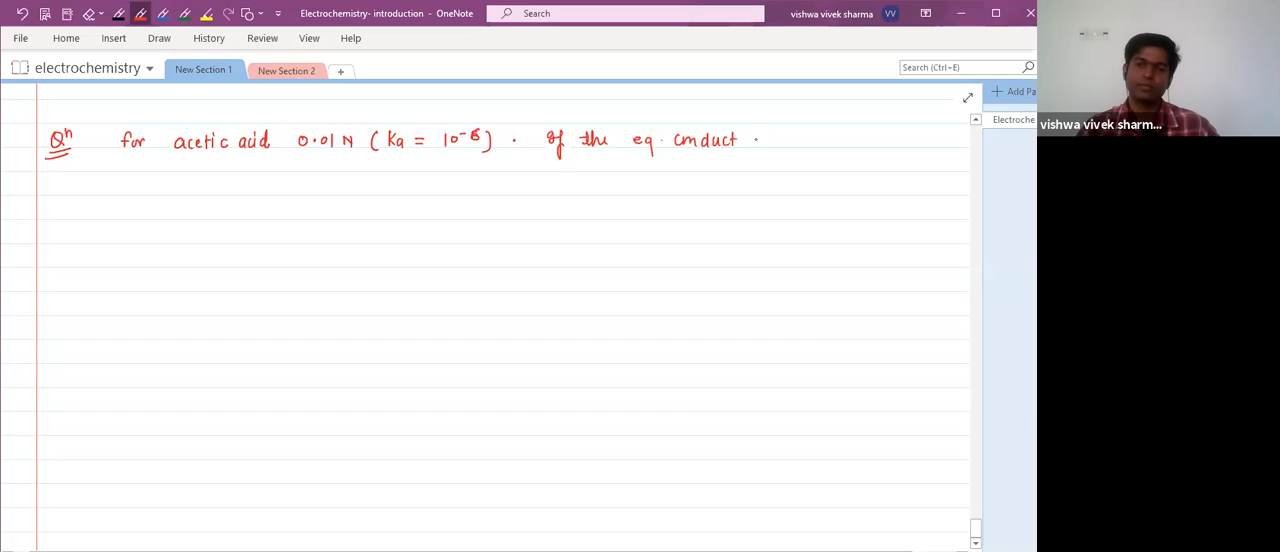 Electrochemistry- introduction - OneNote
Search
vishwa vivek sharma
VV
File Home Insert Draw History Review View Help
electrochemistry
New Section 1
New Section 2
Search (Ctrl+E)
Add Pa
Electroche
Qⁿ for acetic acid 0.01 N ( Ka = 10⁻⁶ ) . If the eq. conduct
vishwa vivek sharm...